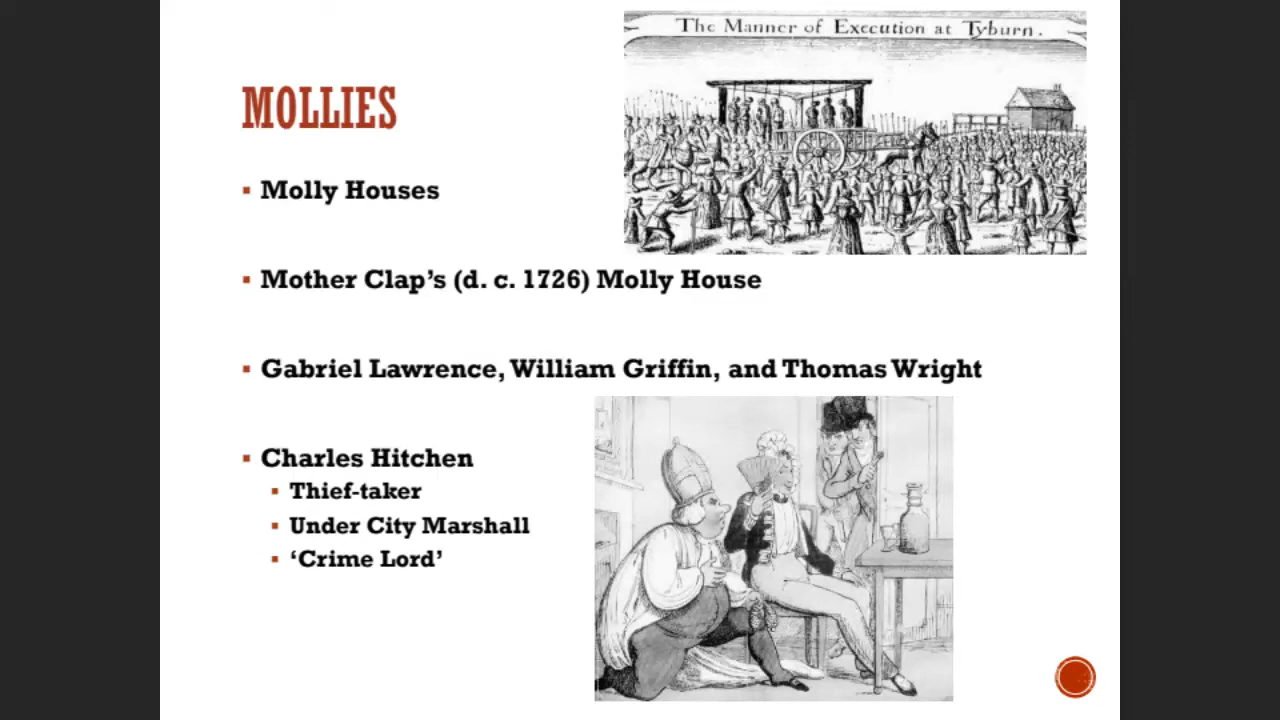 The Manner of Execution at Tyburn.
MOLLIES
Molly Houses
Mother Clap’s (d. c. 1726) Molly House
Gabriel Lawrence, William Griffin, and Thomas Wright
Charles Hitchen
Thief-taker
Under City Marshall
‘Crime Lord’